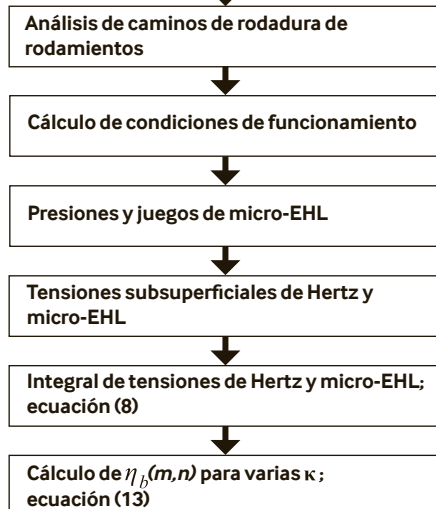 Análisis de caminos de rodadura de
rodamientos
Cálculo de condiciones de funcionamiento
Presiones y juegos de micro-EHL
Tensiones subsuperficiales de Hertz y
micro-EHL
Integral de tensiones de Hertz y micro-EHL;
ecuación (8)
Cálculo de η_b(m,n) para varias κ;
ecuación (13)